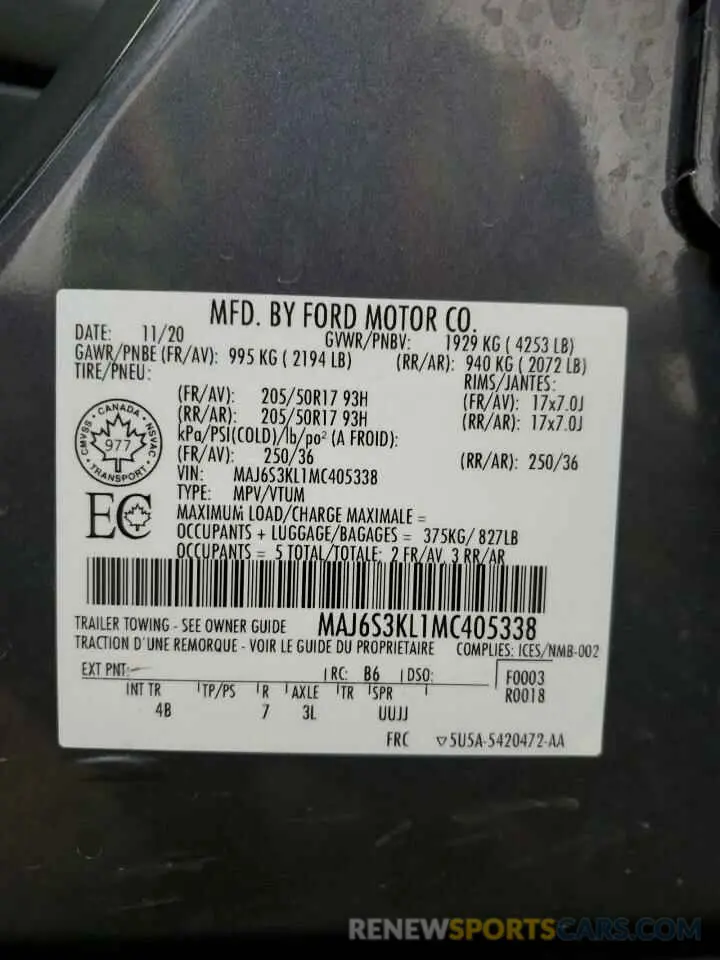 MFD. BY FORD MOTOR CO.
DATE: 11/20 GVWR/PNBV: 1929 KG ( 4253 LB)
GAWR/PNBE (FR/AV): 995 KG ( 2194 LB) (RR/AR): 940 KG ( 2072 LB)
TIRE/PNEU: RIMS/JANTES:
(FR/AV): 205/50R17 93H (FR/AV): 17x7.0J
(RR/AR): 205/50R17 93H (RR/AR): 17x7.0J
kPa/PSI(COLD)/lb/po² (A FROID):
(FR/AV): 250/36 (RR/AR): 250/36
VIN: MAJ6S3KL1MC405338
TYPE: MPV/VTUM
MAXIMUM LOAD/CHARGE MAXIMALE =
OCCUPANTS + LUGGAGE/BAGAGES = 375KG/ 827LB
OCCUPANTS = 5 TOTAL/TOTALE: 2 FR/AV, 3 RR/AR
CANADA
CMVSS NSVAC
977
TRANSPORT
EC
MAJ6S3KL1MC405338
TRAILER TOWING - SEE OWNER GUIDE
TRACTION D'UNE REMORQUE - VOIR LE GUIDE DU PROPRIETAIRE COMPLIES: ICES/NMB-002
EXT PNT: RC: B6 DSO: F0003
R0018
INT TR TP/PS R AXLE TR SPR
4B 7 3L UUJJ
FRC ▽5U5A-5420472-AA
RENEWSPORTSCARS.COM